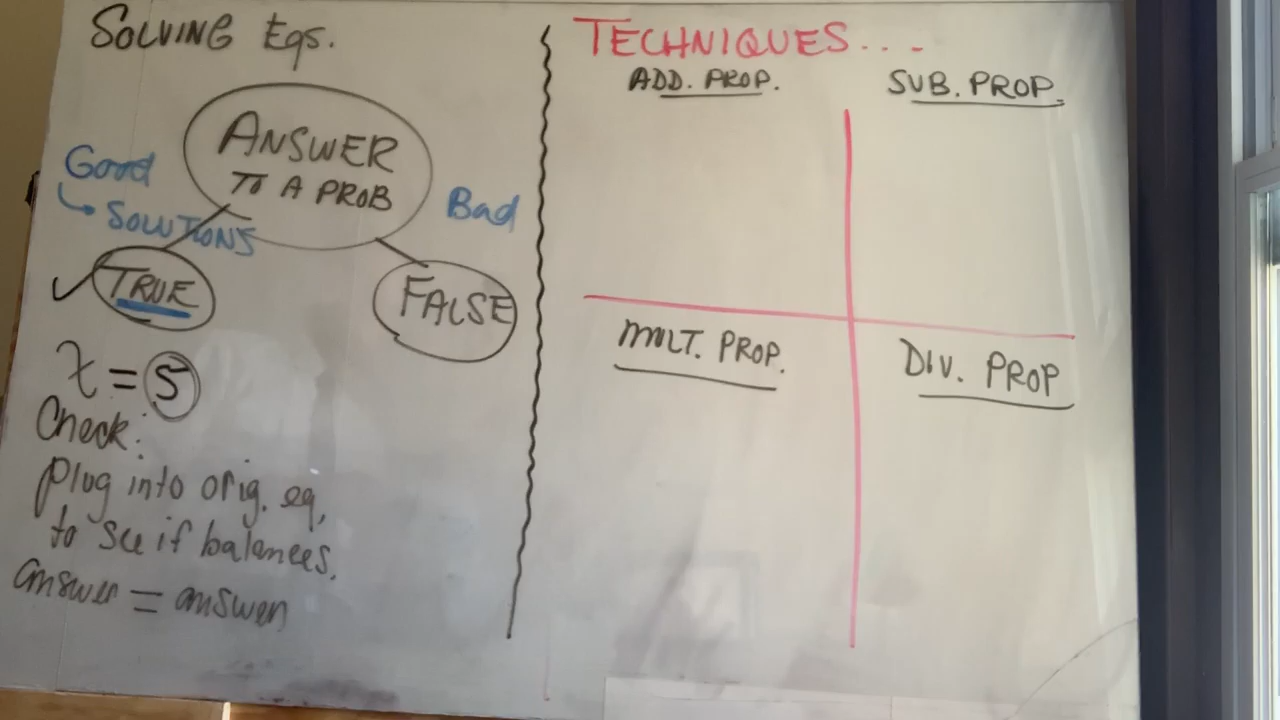 SOLVING Eqs.
ANSWER
TO A PROB
Good
SOLUTIONS
Bad
TRUE
FALSE
x = 5
Check:
plug into orig. eq,
to see if balances.
answer = answer
TECHNIQUES...
ADD. PROP.
SUB. PROP.
MULT. PROP.
DIV. PROP